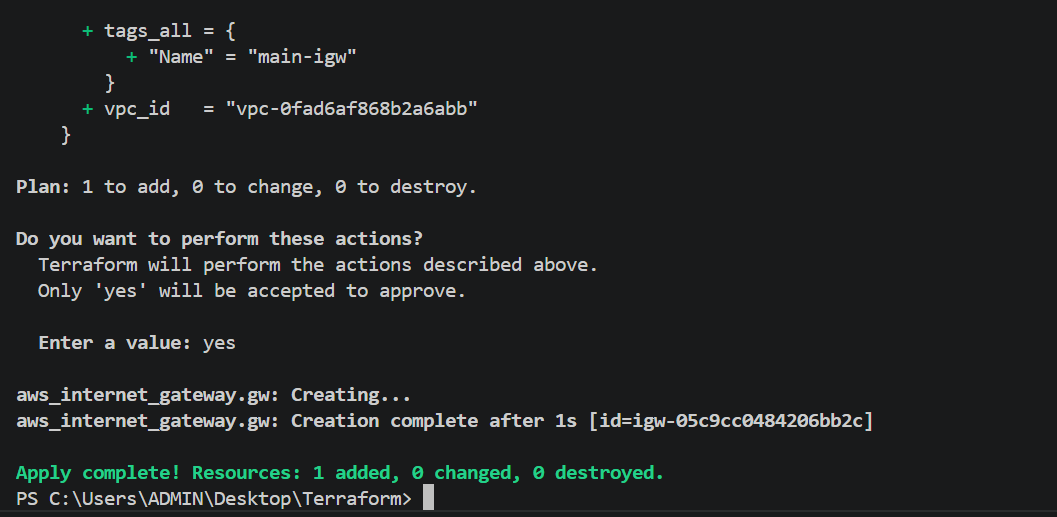 + tags_all = {
+ "Name" = "main-igw"
}
+ vpc_id = "vpc-0fad6af868b2a6abb"
}
Plan: 1 to add, 0 to change, 0 to destroy.
Do you want to perform these actions?
Terraform will perform the actions described above.
Only 'yes' will be accepted to approve.
Enter a value: yes
aws_internet_gateway.gw: Creating...
aws_internet_gateway.gw: Creation complete after 1s [id=igw-05c9cc0484206bb2c]
Apply complete! Resources: 1 added, 0 changed, 0 destroyed.
PS C:\Users\ADMIN\Desktop\Terraform>